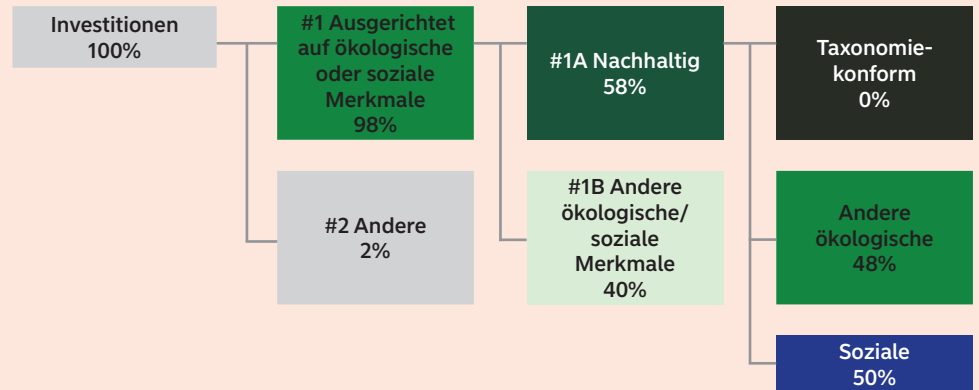 Investitionen
100%
#1 Ausgerichtet
auf ökologische
oder soziale
Merkmale
98%
#1A Nachhaltig
58%
Taxonomie-
konform
0%
#2 Andere
2%
#1B Andere
ökologische/
soziale
Merkmale
40%
Andere
ökologische
48%
Soziale
50%